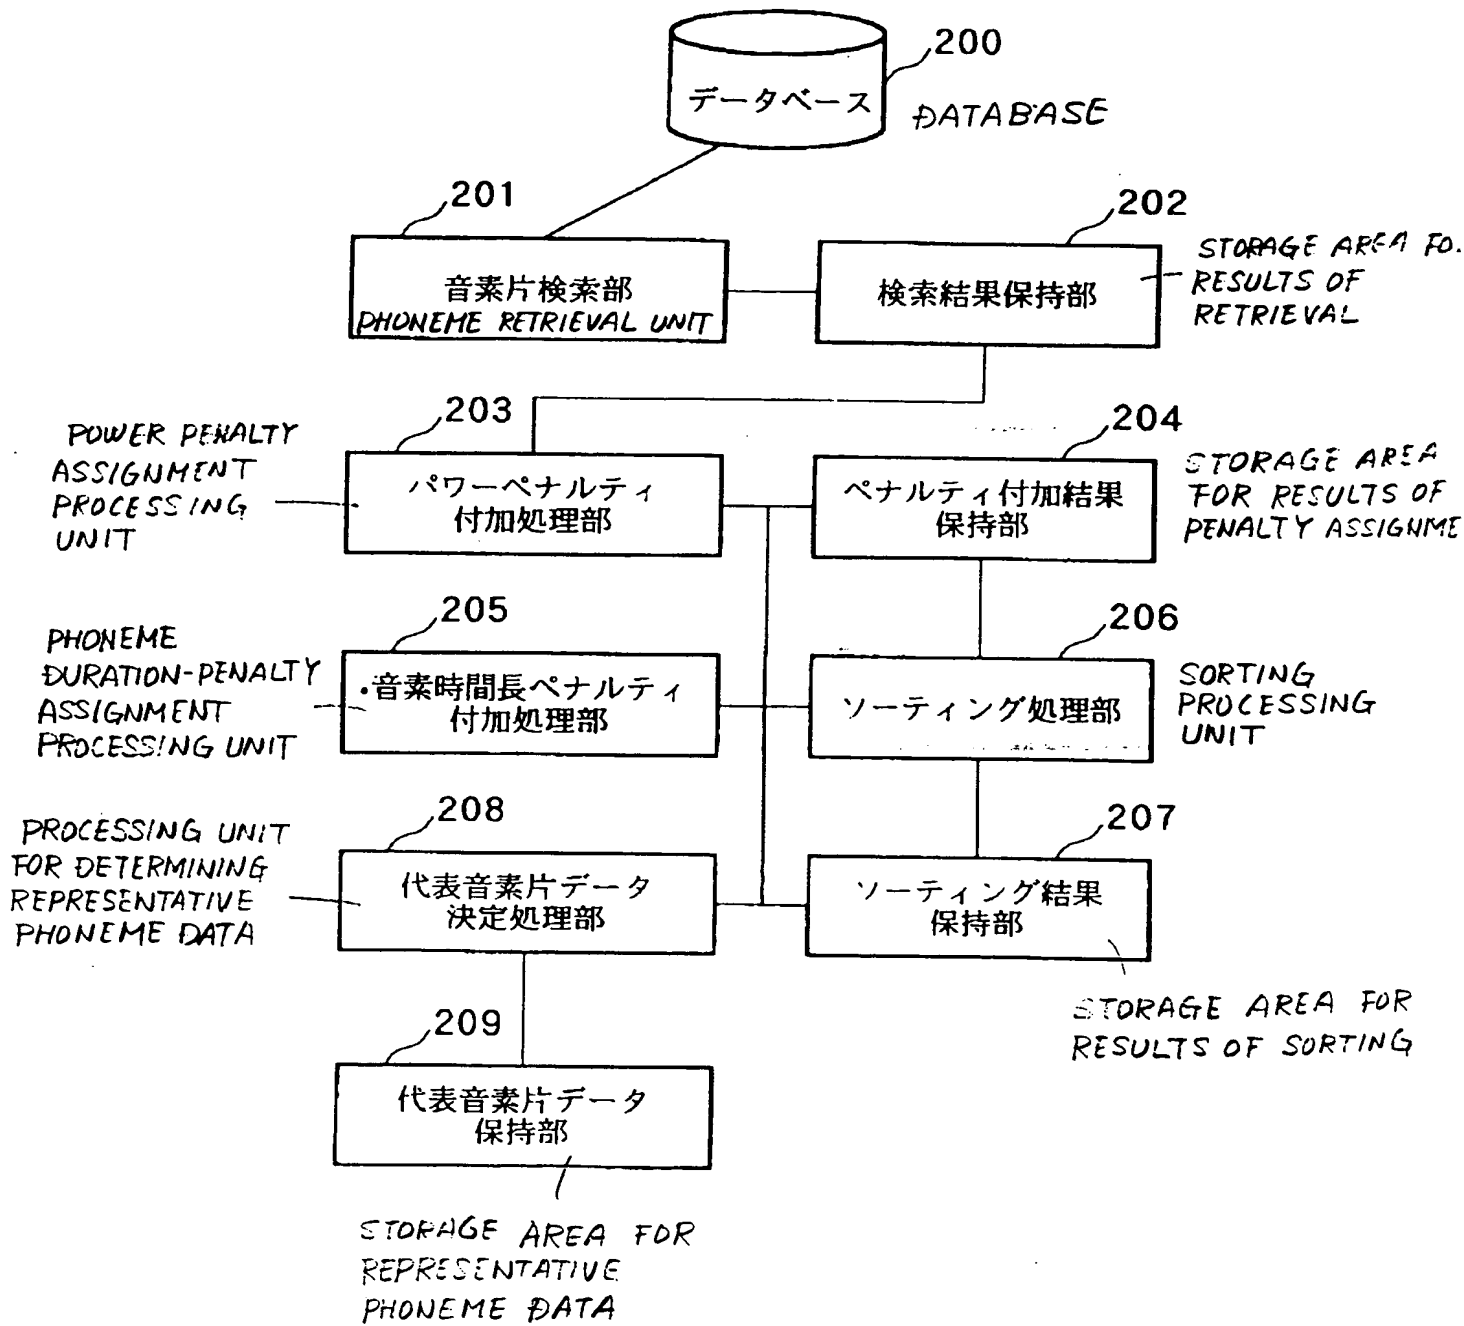 200
データベース
DATABASE
201
音素片検索部
PHONEME RETRIEVAL UNIT
202
検索結果保持部
STORAGE AREA FO.
RESULTS OF
RETRIEVAL
203
POWER PENALTY
ASSIGNMENT
PROCESSING
UNIT
パワーペナルティ
付加処理部
204
ペナルティ付加結果
保持部
STORAGE AREA
FOR RESULTS OF
PENALTY ASSIGNME
205
PHONEME
DURATION-PENALTY
ASSIGNMENT
PROCESSING UNIT
音素時間長ペナルティ
付加処理部
206
ソーティング処理部
SORTING
PROCESSING
UNIT
208
PROCESSING UNIT
FOR DETERMINING
REPRESENTATIVE
PHONEME DATA
代表音素片データ
決定処理部
207
ソーティング結果
保持部
STORAGE AREA FOR
RESULTS OF SORTING
209
代表音素片データ
保持部
STORAGE AREA FOR
REPRESENTATIVE
PHONEME DATA